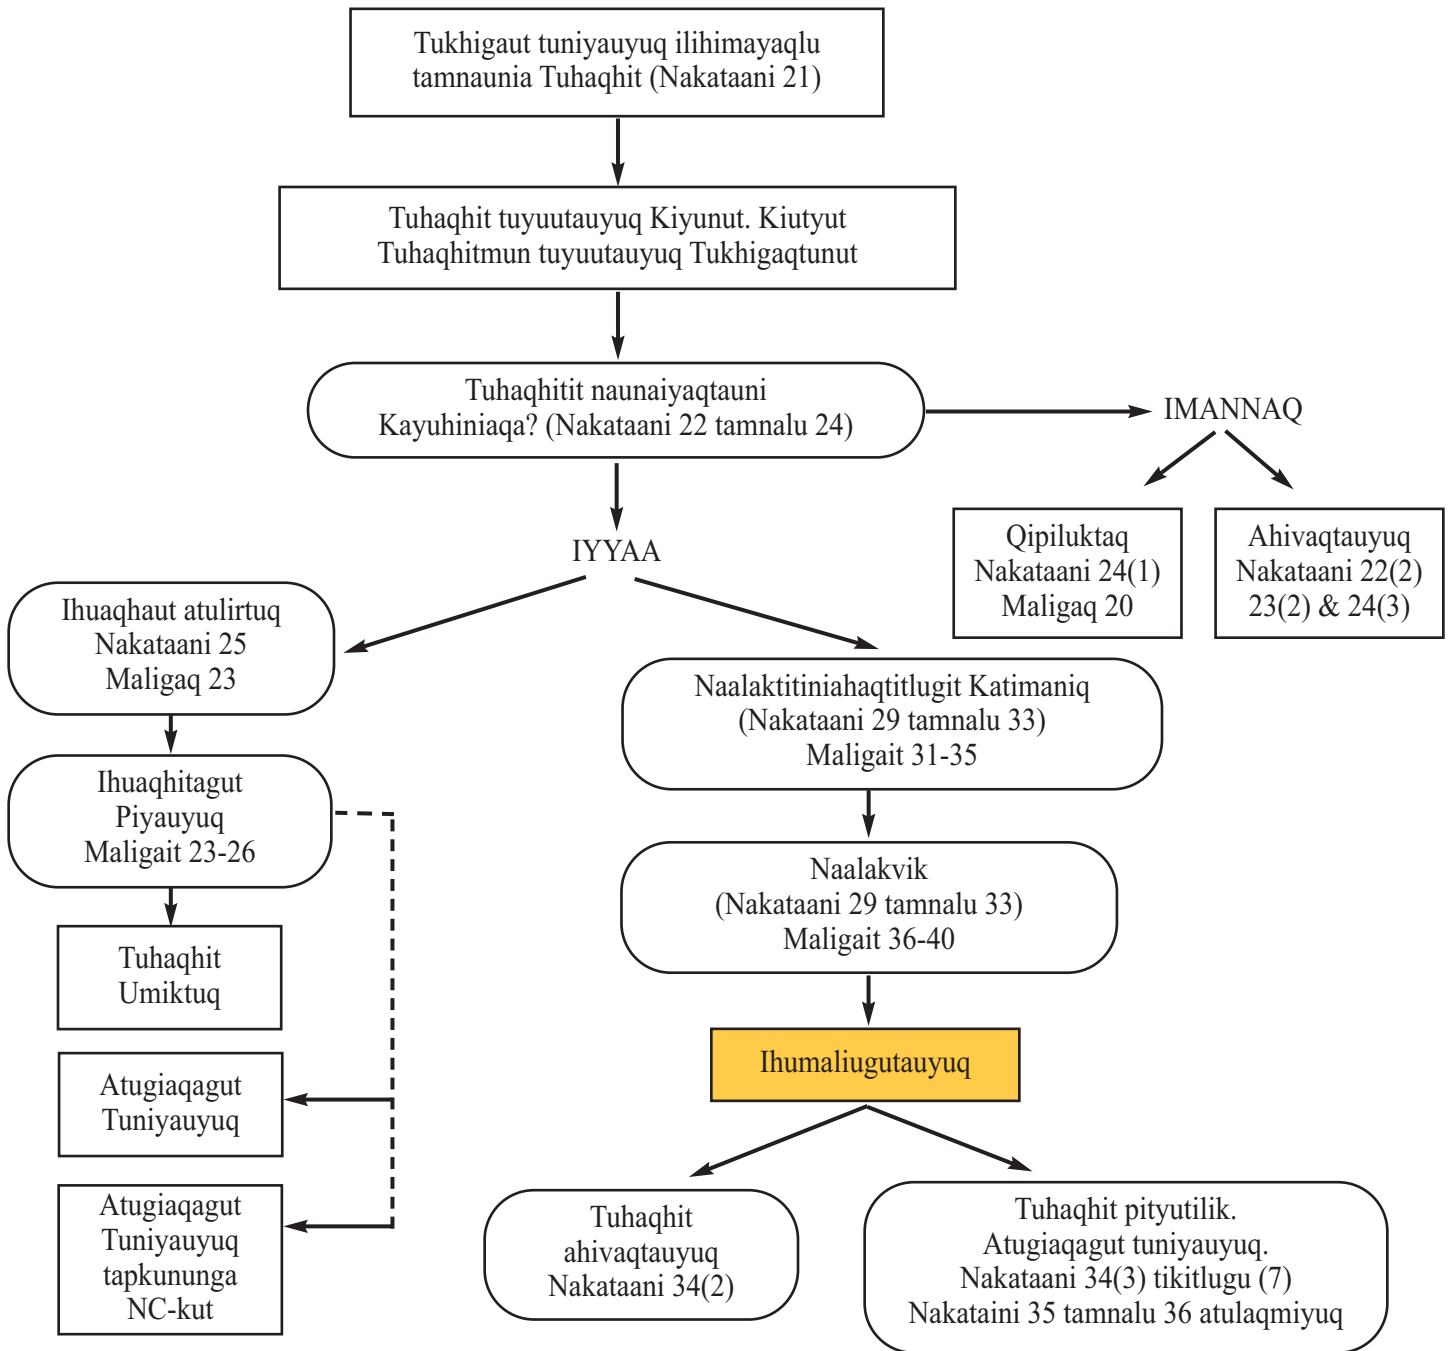 Tukhigaut tuniyauyuq ilihimayaqlu
tamnaunia Tuhaqhit (Nakataani 21)
Tuhaqhit tuyuutauyuq Kiyunut. Kiutyut
Tuhaqhitmun tuyuutauyuq Tukhigaqtunut
Tuhaqhitit naunaiyaqtauni
Kayuhiniaqa? (Nakataani 22 tamnalu 24)
IMANNAQ
Qipiluktaq
Nakataani 24(1)
Maligaq 20
Ahivaqtauyuq
Nakataani 22(2)
23(2) & 24(3)
IYYAA
Ihuaqhaut atulirtuq
Nakataani 25
Maligaq 23
Ihuaqhitagut
Piyauyuq
Maligait 23-26
Tuhaqhit
Umiktuq
Atugiaqagut
Tuniyauyuq
Atugiaqagut
Tuniyauyuq
tapkununga
NC-kut
Naalaktitiniahaqtitlugit Katimaniq
(Nakataani 29 tamnalu 33)
Maligait 31-35
Naalakvik
(Nakataani 29 tamnalu 33)
Maligait 36-40
Ihumaliugutauyuq
Tuhaqhit
ahivaqtauyuq
Nakataani 34(2)
Tuhaqhit pityutilik.
Atugiaqagut tuniyauyuq.
Nakataani 34(3) tikitlugu (7)
Nakataini 35 tamnalu 36 atulaqmiyuq